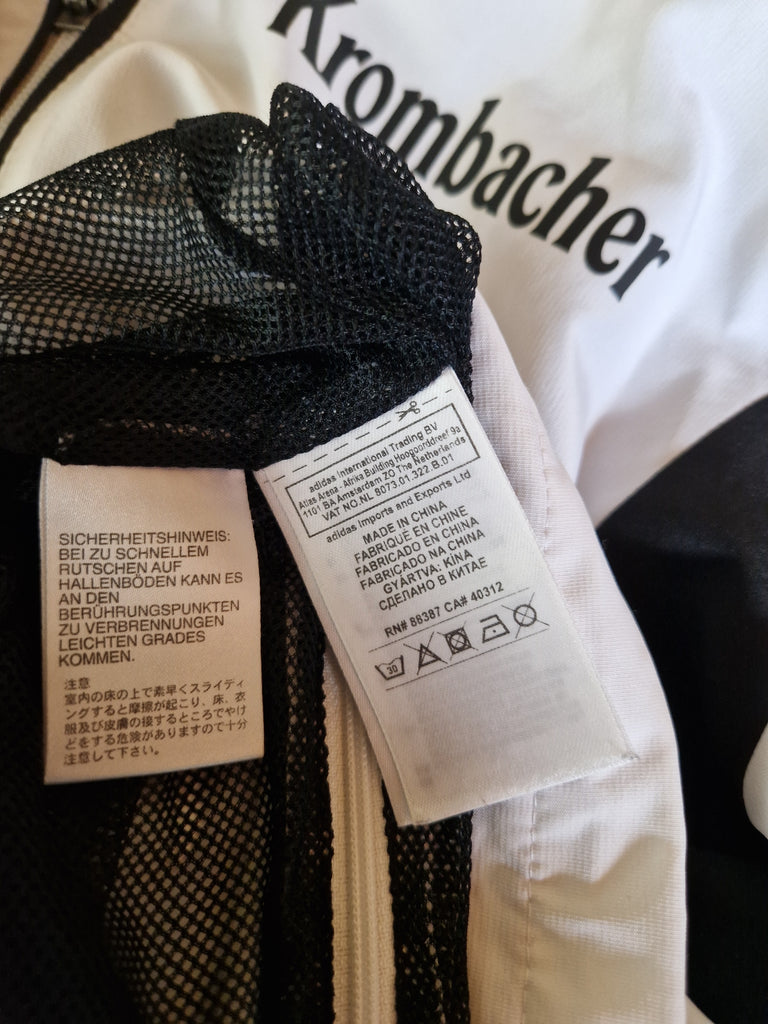 Krombacher
adidas International Trading BV
Atlas Arena - Afrika Building Hoogoorddreef 9a
1101 BA Amsterdam ZO The Netherlands
VAT NO.NL 8073.01.322.B.01
adidas Imports and Exports Ltd
MADE IN CHINA
FABRIQUÉ EN CHINE
FABRICADO EN CHINA
FABRICADO NA CHINA
GYÁRTVA: KÍNA
СДЕЛАНО В КИТАЕ
RN# 88387 CA# 40312
30
SICHERHEITSHINWEIS:
BEI ZU SCHNELLEM
RUTSCHEN AUF
HALLENBÖDEN KANN ES
AN DEN
BERÜHRUNGSPUNKTEN
ZU VERBRENNUNGEN
LEICHTEN GRADES
KOMMEN.
注意
室内の床の上で素早くスライディ
ングすると摩擦が起こり、床、衣
服及び皮膚の接するところでやけ
どをする危険がありますので十分
注意して下さい。